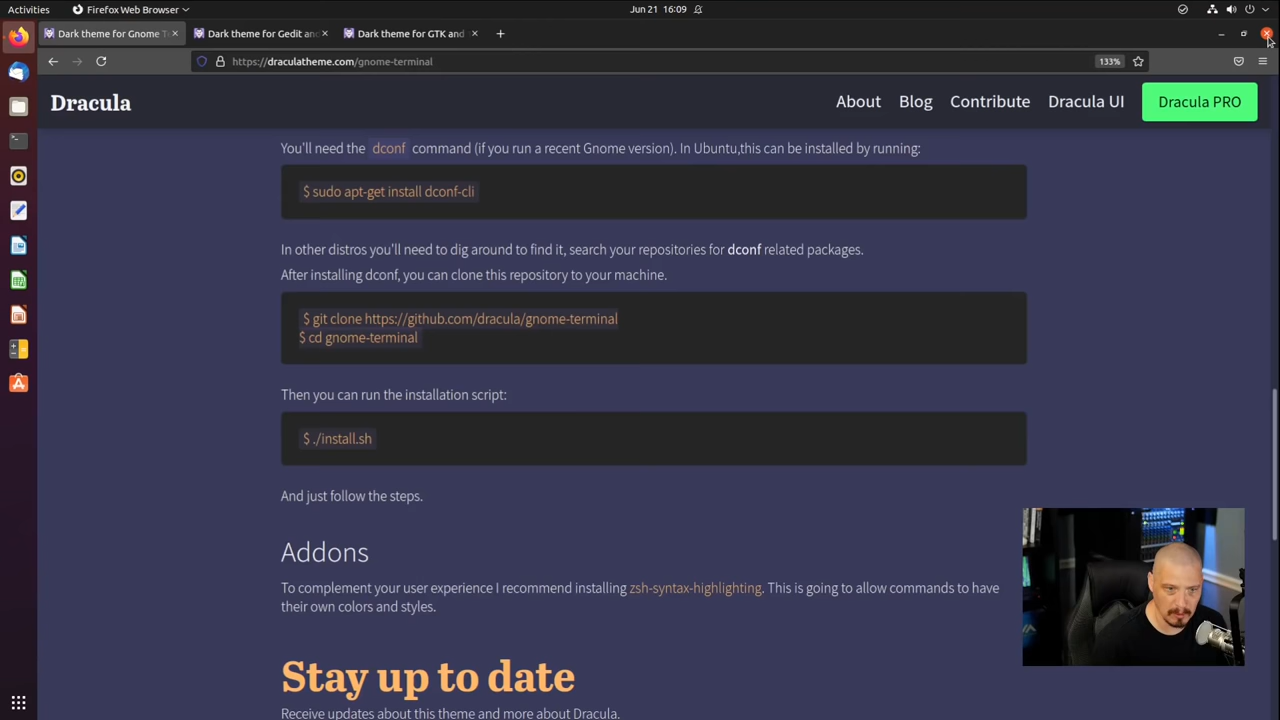 Activities
Firefox Web Browser
Jun 21 16:09
Dark theme for Gnome T
Dark theme for Gedit and
Dark theme for GTK and
https://draculatheme.com/gnome-terminal
133%
Dracula
About
Blog
Contribute
Dracula UI
Dracula PRO
You'll need the dconf command (if you run a recent Gnome version). In Ubuntu,this can be installed by running:
$ sudo apt-get install dconf-cli
In other distros you'll need to dig around to find it, search your repositories for dconf related packages.
After installing dconf, you can clone this repository to your machine.
$ git clone https://github.com/dracula/gnome-terminal
$ cd gnome-terminal
Then you can run the installation script:
$ ./install.sh
And just follow the steps.
Addons
To complement your user experience I recommend installing zsh-syntax-highlighting. This is going to allow commands to have
their own colors and styles.
Stay up to date
Receive updates about this theme and more about Dracula.